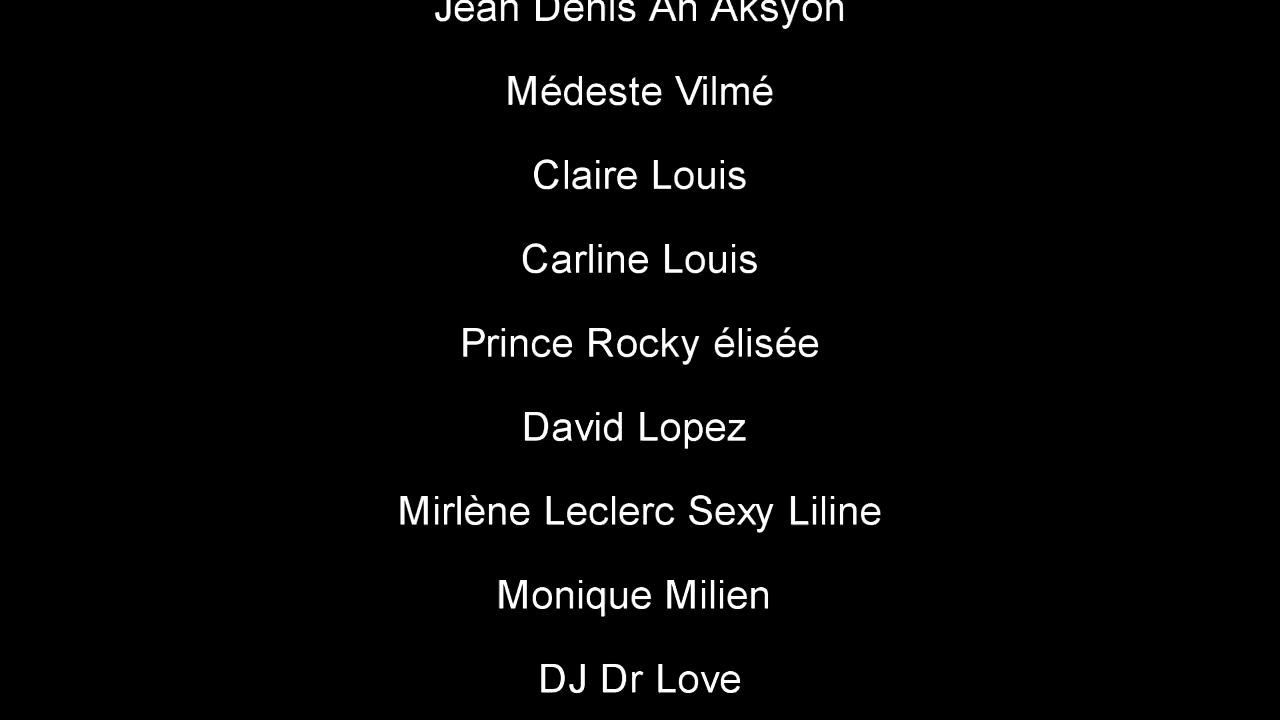 Jean Denis An Aksyon
Médeste Vilmé
Claire Louis
Carline Louis
Prince Rocky élisée
David Lopez
Mirlène Leclerc Sexy Liline
Monique Milien
DJ Dr Love